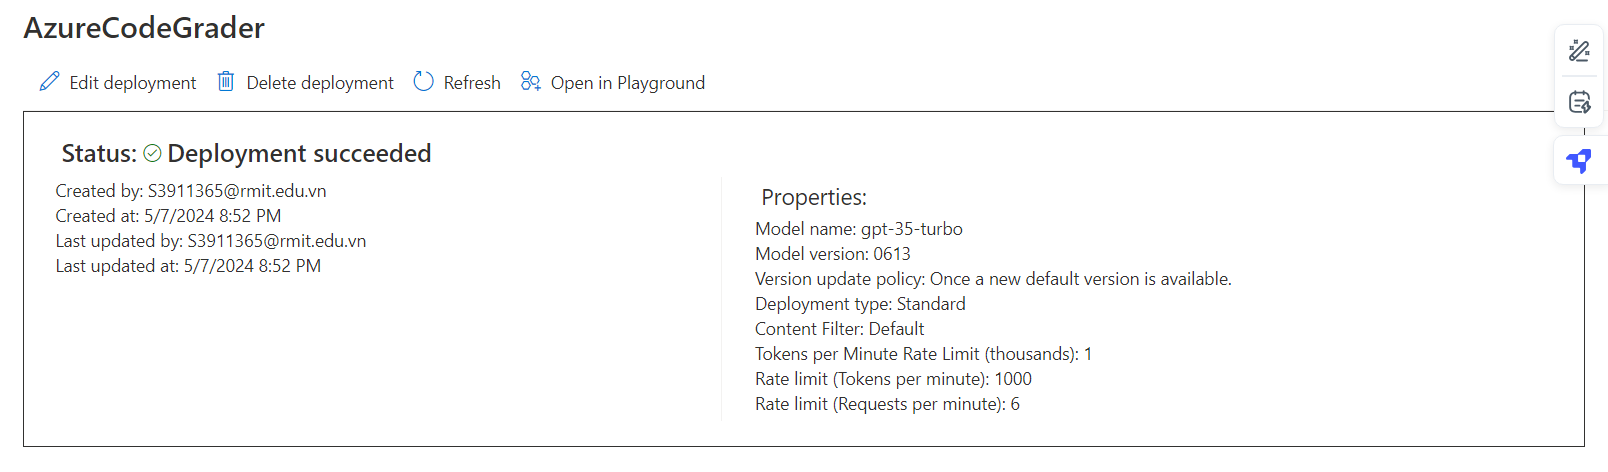 AzureCodeGrader
Edit deployment Delete deployment Refresh Open in Playground
Status: Deployment succeeded
Created by: S3911365@rmit.edu.vn
Created at: 5/7/2024 8:52 PM
Last updated by: S3911365@rmit.edu.vn
Last updated at: 5/7/2024 8:52 PM
Properties:
Model name: gpt-35-turbo
Model version: 0613
Version update policy: Once a new default version is available.
Deployment type: Standard
Content Filter: Default
Tokens per Minute Rate Limit (thousands): 1
Rate limit (Tokens per minute): 1000
Rate limit (Requests per minute): 6